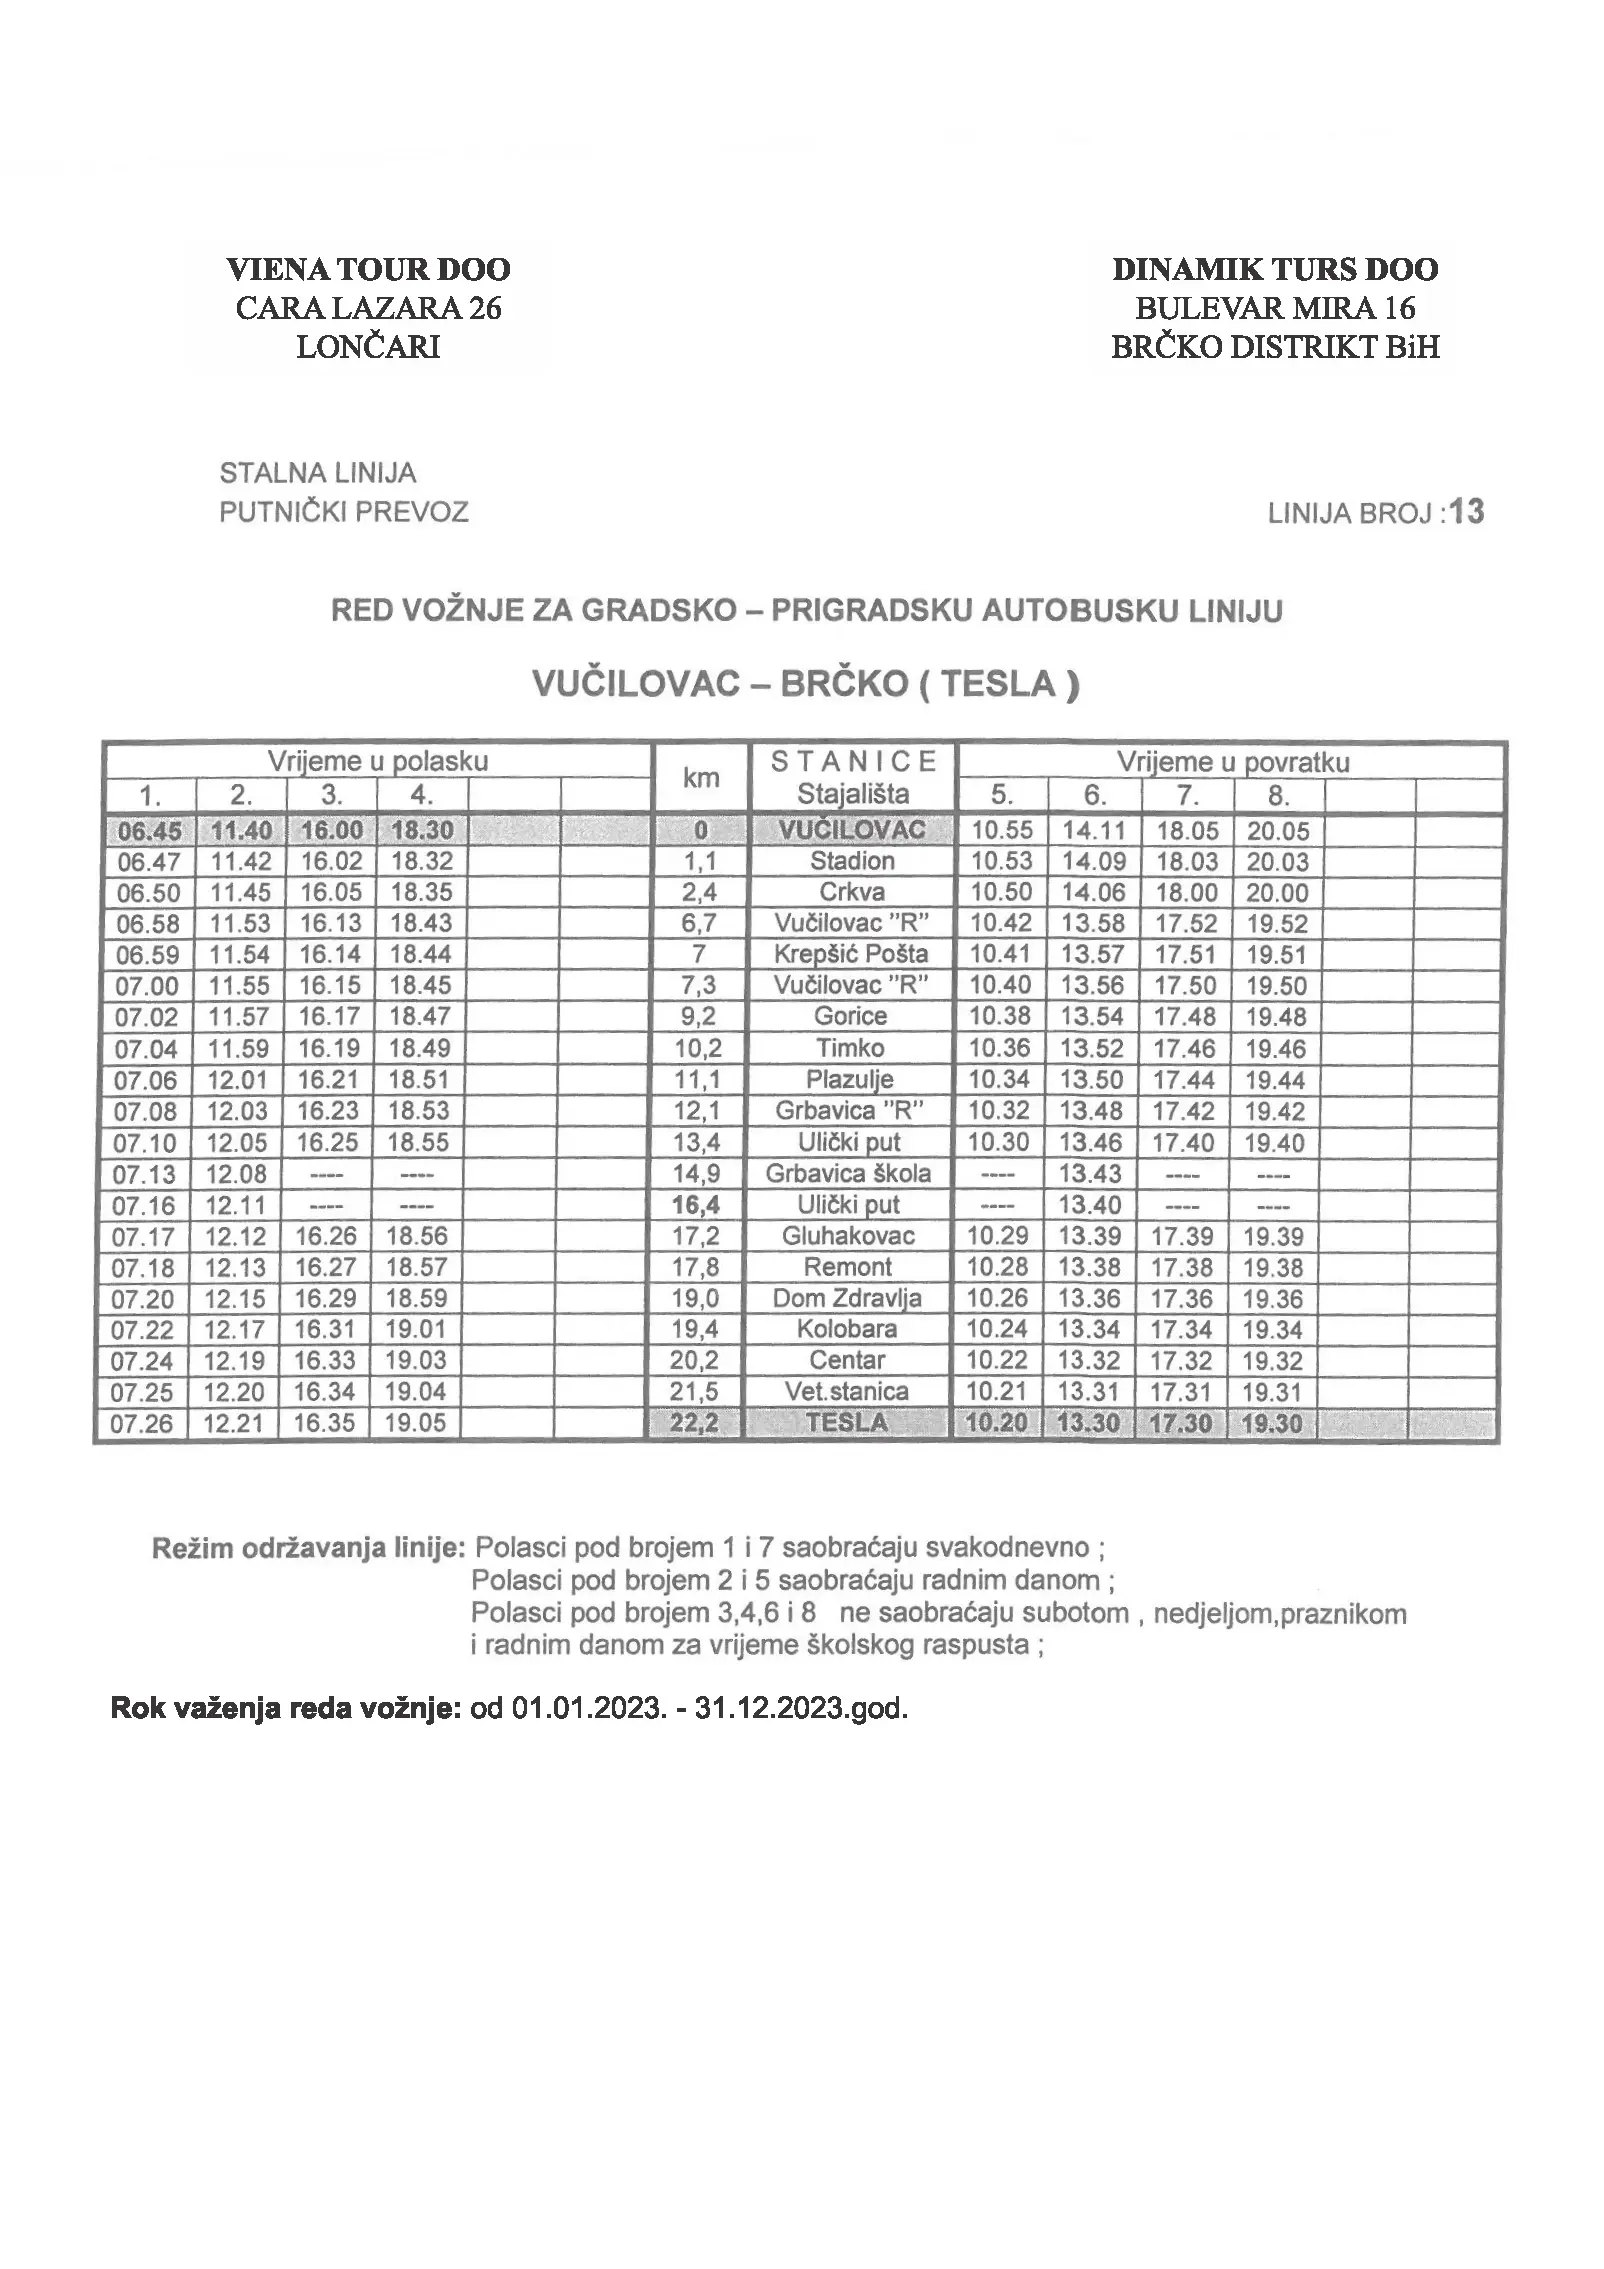 VIENA TOUR DOO
CARA LAZARA 26
LONČARI
DINAMIK TURS DOO
BULEVAR MIRA 16
BRČKO DISTRIKT BiH
STALNA LINIJA
PUTNIČKI PREVOZ
LINIJA BROJ :13
RED VOŽNJE ZA GRADSKO – PRIGRADSKU AUTOBUSKU LINIJU
VUČILOVAC – BRČKO ( TESLA )
Vrijeme u polasku km S T A N I C E Vrijeme u povratku
1. 2. 3. 4. Stajališta 5. 6. 7. 8.
06.45 11.40 16.00 18.30 0 VUČILOVAC 10.55 14.11 18.05 20.05
06.47 11.42 16.02 18.32 1,1 Stadion 10.53 14.09 18.03 20.03
06.50 11.45 16.05 18.35 2,4 Crkva 10.50 14.06 18.00 20.00
06.58 11.53 16.13 18.43 6,7 Vučilovac ”R” 10.42 13.58 17.52 19.52
06.59 11.54 16.14 18.44 7 Krepšić Pošta 10.41 13.57 17.51 19.51
07.00 11.55 16.15 18.45 7,3 Vučilovac ”R” 10.40 13.56 17.50 19.50
07.02 11.57 16.17 18.47 9,2 Gorice 10.38 13.54 17.48 19.48
07.04 11.59 16.19 18.49 10,2 Timko 10.36 13.52 17.46 19.46
07.06 12.01 16.21 18.51 11,1 Plazulje 10.34 13.50 17.44 19.44
07.08 12.03 16.23 18.53 12,1 Grbavica ”R” 10.32 13.48 17.42 19.42
07.10 12.05 16.25 18.55 13,4 Ulički put 10.30 13.46 17.40 19.40
07.13 12.08 ---- ---- 14,9 Grbavica škola ---- 13.43 ---- ----
07.16 12.11 ---- ---- 16,4 Ulički put ---- 13.40 ---- ----
07.17 12.12 16.26 18.56 17,2 Gluhakovac 10.29 13.39 17.39 19.39
07.18 12.13 16.27 18.57 17,8 Remont 10.28 13.38 17.38 19.38
07.20 12.15 16.29 18.59 19,0 Dom Zdravlja 10.26 13.36 17.36 19.36
07.22 12.17 16.31 19.01 19,4 Kolobara 10.24 13.34 17.34 19.34
07.24 12.19 16.33 19.03 20,2 Centar 10.22 13.32 17.32 19.32
07.25 12.20 16.34 19.04 21,5 Vet.stanica 10.21 13.31 17.31 19.31
07.26 12.21 16.35 19.05 22,2 TESLA 10.20 13.30 17.30 19.30
Režim održavanja linije: Polasci pod brojem 1 i 7 saobraćaju svakodnevno ;
Polasci pod brojem 2 i 5 saobraćaju radnim danom ;
Polasci pod brojem 3,4,6 i 8 ne saobraćaju subotom , nedjeljom,praznikom
i radnim danom za vrijeme školskog raspusta ;
Rok važenja reda vožnje: od 01.01.2023. - 31.12.2023.god.